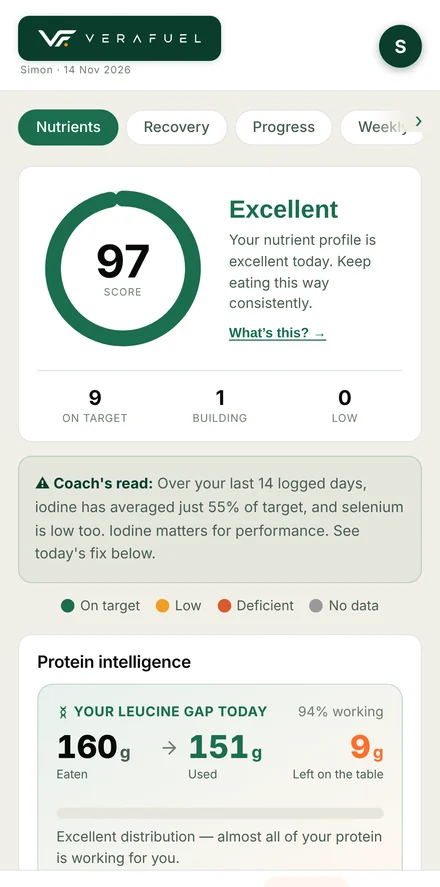 VF VERAFUEL
Simon · 14 Nov 2026
S
Nutrients
Recovery
Progress
Weekly
›
97
SCORE
Excellent
Your nutrient profile is
excellent today. Keep
eating this way
consistently.
What's this? →
9
ON TARGET
1
BUILDING
0
LOW
⚠ Coach's read: Over your last 14 logged days,
iodine has averaged just 55% of target, and selenium
is low too. Iodine matters for performance. See
today's fix below.
On target
Low
Deficient
No data
Protein intelligence
YOUR LEUCINE GAP TODAY
94% working
160g → 151g 9g
Eaten
Used
Left on the table
Excellent distribution — almost all of your protein
is working for you.